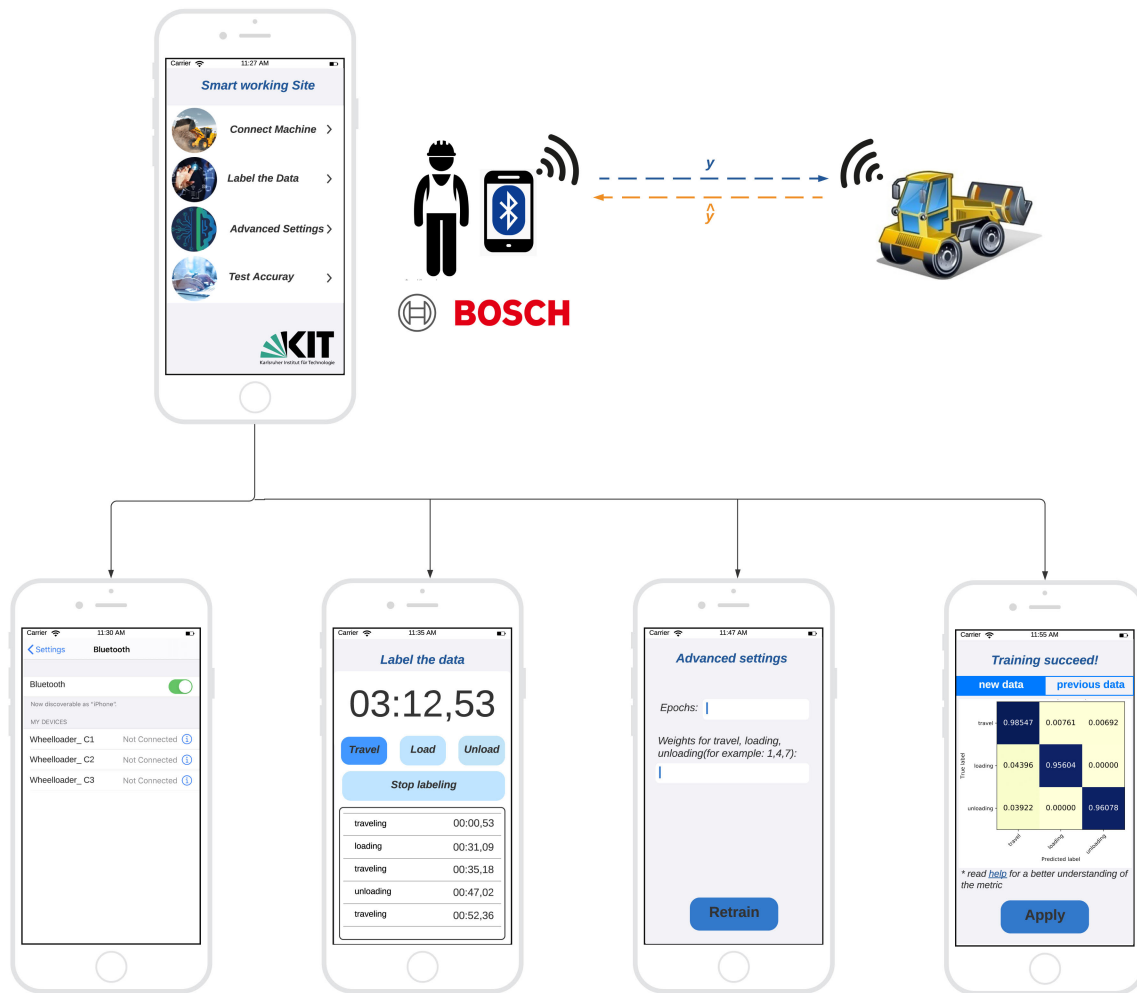 Carrier 11:27 AM
Smart working Site
Connect Machine
Label the Data
Advanced Settings
Test Accuray
KIT
Karlsruher Institut für Technologie
y
ŷ
BOSCH
Carrier 11:30 AM
Settings Bluetooth
Bluetooth
Now discoverable as "iPhone".
MY DEVICES
Wheelloader_ C1 Not Connected
Wheelloader_ C2 Not Connected
Wheelloader_ C3 Not Connected
Carrier 11:35 AM
Label the data
03:12,53
Travel Load Unload
Stop labeling
traveling 00:00,53
loading 00:31,09
traveling 00:35,18
unloading 00:47,02
traveling 00:52,36
Carrier 11:47 AM
Advanced settings
Epochs:
Weights for travel, loading,
unloading(for example: 1,4,7):
Retrain
Carrier 11:55 AM
Training succeed!
new data previous data
True label
travel 0.98547 0.00761 0.00692
loading 0.04396 0.95604 0.00000
unloading 0.03922 0.00000 0.96078
travel loading unloading
Predicted label
* read help for a better understanding of
the metric
Apply